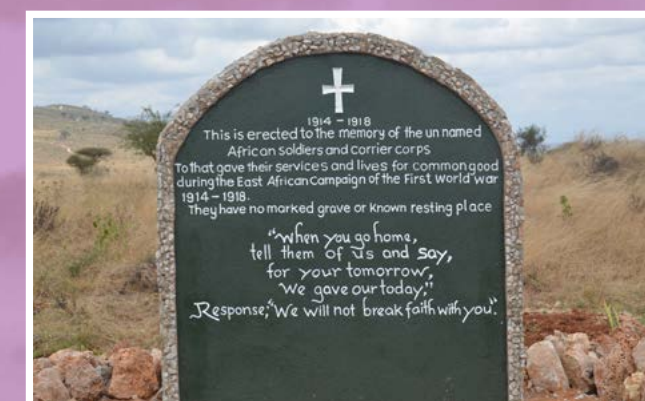 1914 - 1918
This is erected to the memory of the un named
African soldiers and corrier corps
To that gave their services and lives for common good
during the East African campaign of the First world war
1914 - 1918.
They have no marked grave or known resting place
"When you go home,
tell them of us and say,
for your tomorrow,
we gave our today,"
Response;"We will not break faith with you".